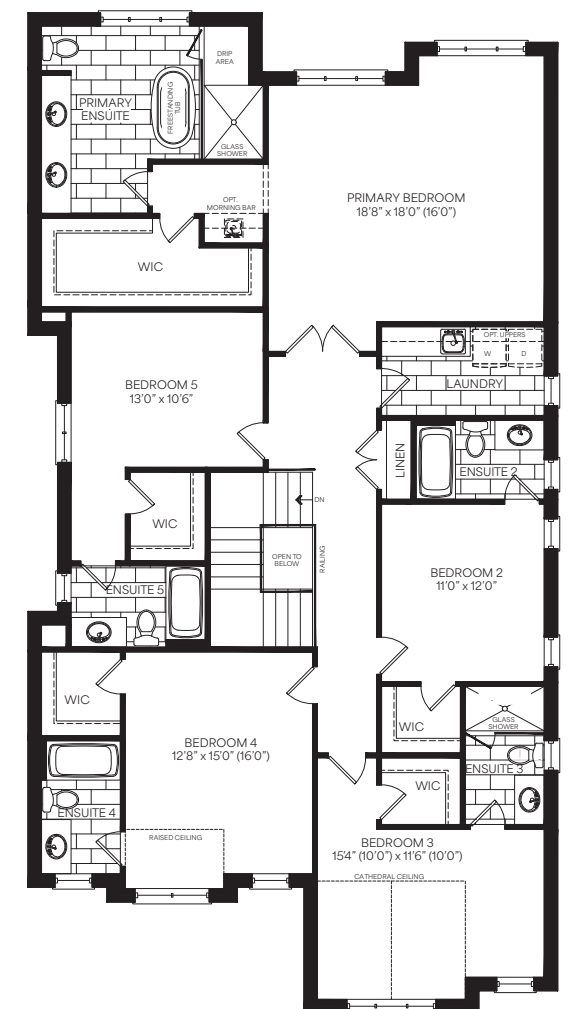 DRIP
AREA
PRIMARY
ENSUITE
FREESTANDING
TUB
GLASS
SHOWER
OPT.
MORNING BAR
PRIMARY BEDROOM
18'8" x 18'0" (16'0")
WIC
OPT. UPPERS
W
D
LAUNDRY
BEDROOM 5
13'0" x 10'6"
LINEN
ENSUITE 2
WIC
DN
OPEN TO
BELOW
RAILING
BEDROOM 2
11'0" x 12'0"
ENSUITE 5
WIC
WIC
GLASS
SHOWER
BEDROOM 4
12'8" x 15'0" (16'0")
ENSUITE 3
WIC
ENSUITE 4
RAISED CEILING
BEDROOM 3
15'4" (10'0") x 11'6" (10'0")
CATHEDRAL CEILING